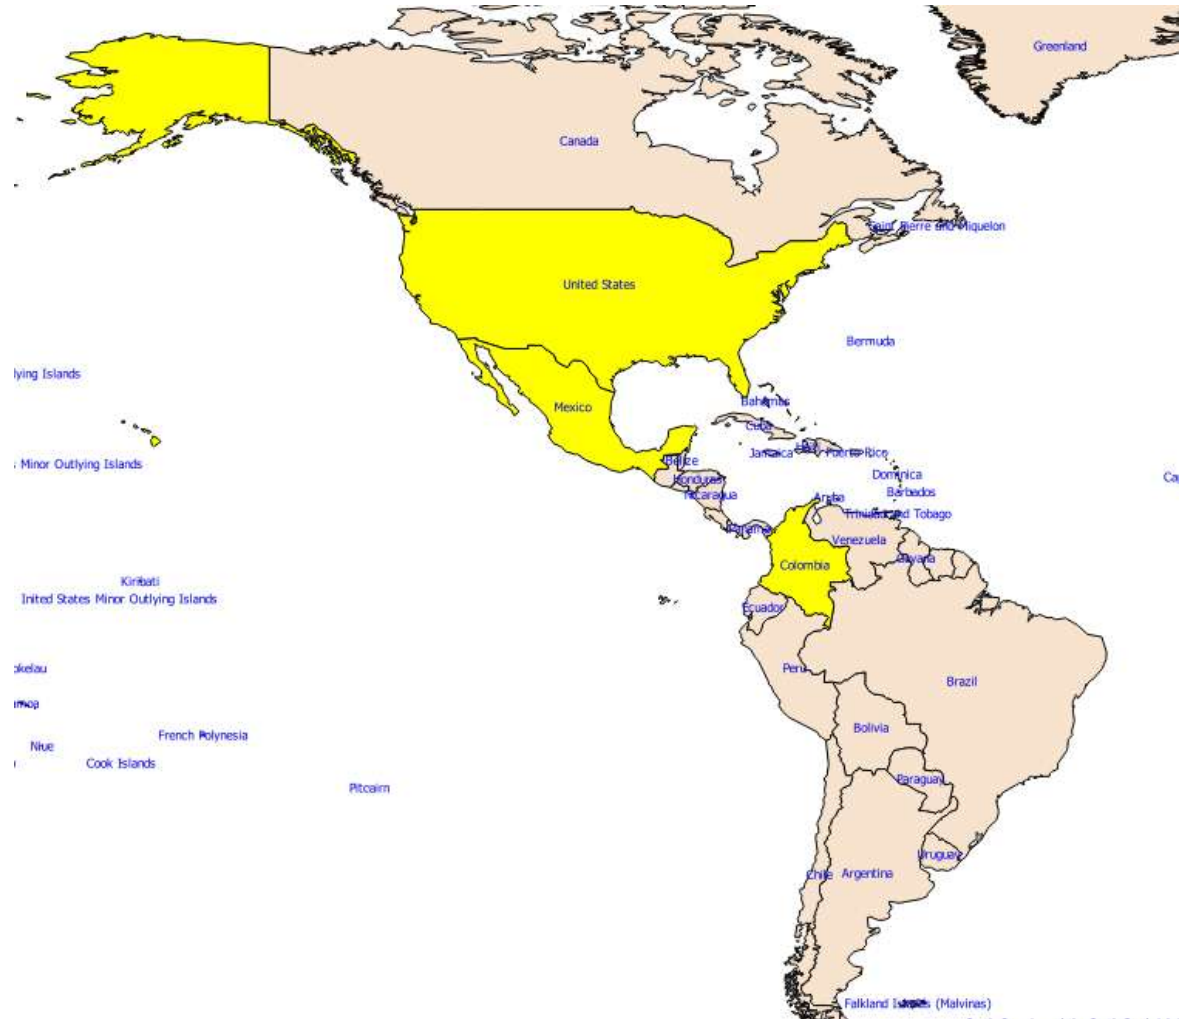 Greenland
Canada
Saint Pierre and Miquelon
United States
Bermuda
lying Islands
Bahamas
Mexico
Cuba
Jamaica
Puerto Rico
Belize
Minor Outlying Islands
Dominica
Honduras
Barbados
Nicaragua
Aruba
Trinidad and Tobago
Panama
Venezuela
Guyana
Colombia
Kiribati
United States Minor Outlying Islands
Ecuador
okelau
Peru
Brazil
amoa
Bolivia
French Polynesia
Niue
Cook Islands
Paraguay
Pitcairn
Uruguay
Chile
Argentina
Falkland Islands (Malvinas)